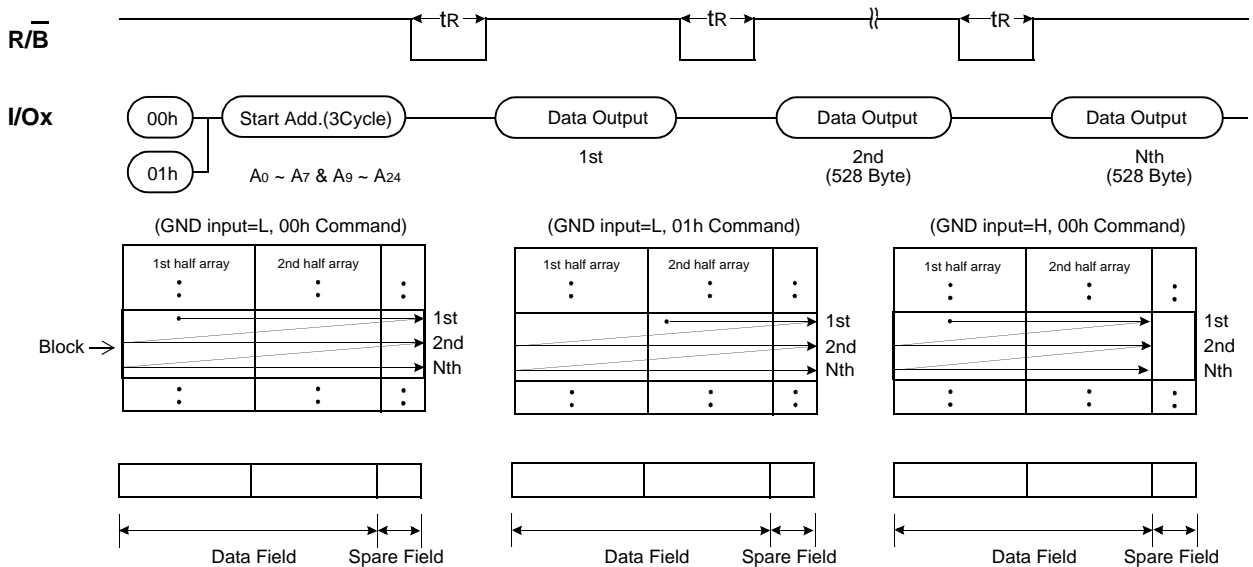 tR tR tR
R/B
I/Ox
00h Start Add.(3Cycle) Data Output Data Output Data Output
01h A0 ~ A7 & A9 ~ A24 1st 2nd Nth
(528 Byte) (528 Byte)
(GND input=L, 00h Command) (GND input=L, 01h Command) (GND input=H, 00h Command)
1st half array 2nd half array 1st half array 2nd half array 1st half array 2nd half array
1st 1st 1st
Block 2nd 2nd 2nd
Nth Nth Nth
Data Field Spare Field Data Field Spare Field Data Field Spare Field